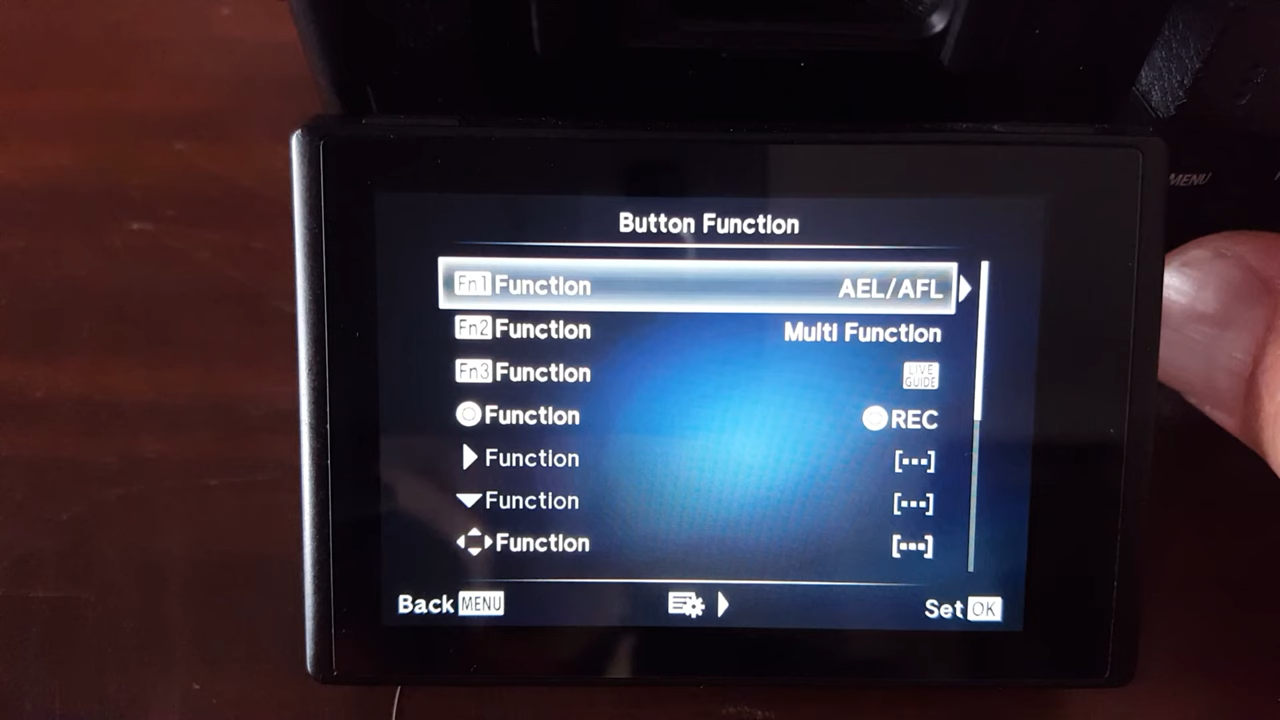 MENU
Button Function
Fn1 Function AEL/AFL
Fn2 Function Multi Function
Fn3 Function LIVE GUIDE
Function REC
Function [---]
Function [---]
Function [---]
Back MENU
Set OK